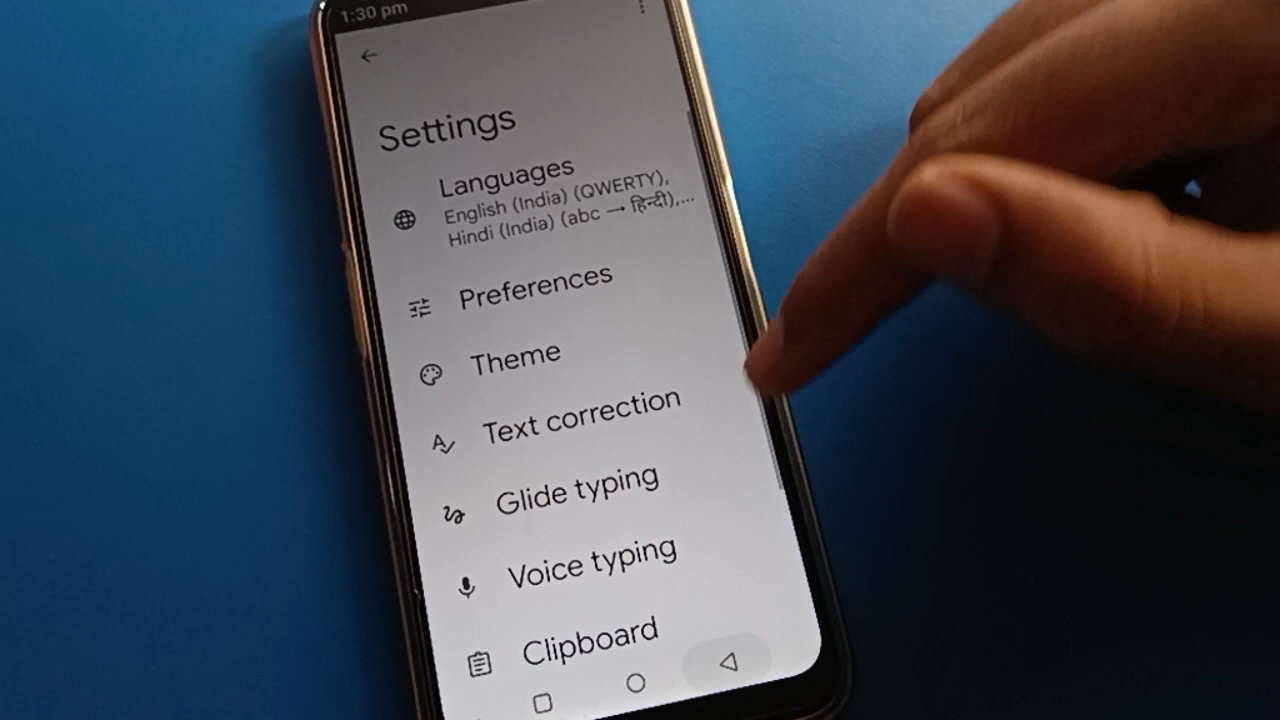 1:30 pm
Settings
Languages
English (India) (QWERTY),
Hindi (India) (abc → हिन्दी),...
Preferences
Theme
Text correction
Glide typing
Voice typing
Clipboard